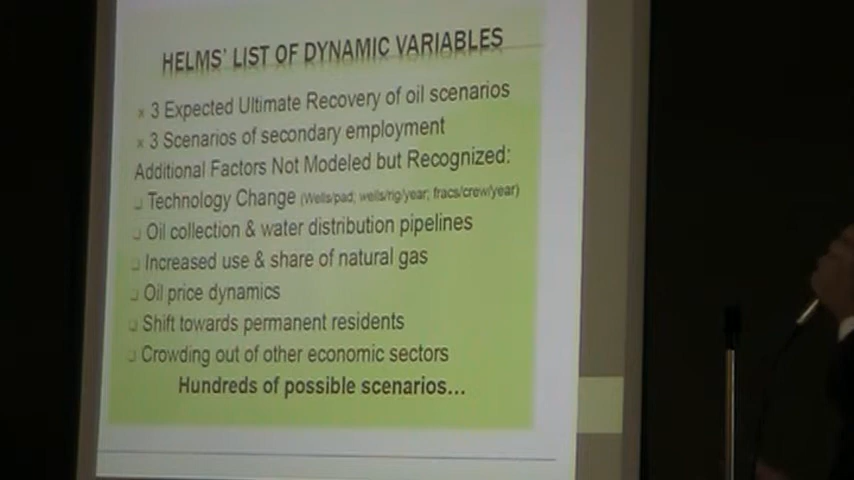 HELMS' LIST OF DYNAMIC VARIABLES
× 3 Expected Ultimate Recovery of oil scenarios
× 3 Scenarios of secondary employment
Additional Factors Not Modeled but Recognized:
❏ Technology Change (Wells/pad; wells/rig/year; fracs/crew/year)
❏ Oil collection & water distribution pipelines
❏ Increased use & share of natural gas
❏ Oil price dynamics
❏ Shift towards permanent residents
❏ Crowding out of other economic sectors
Hundreds of possible scenarios...